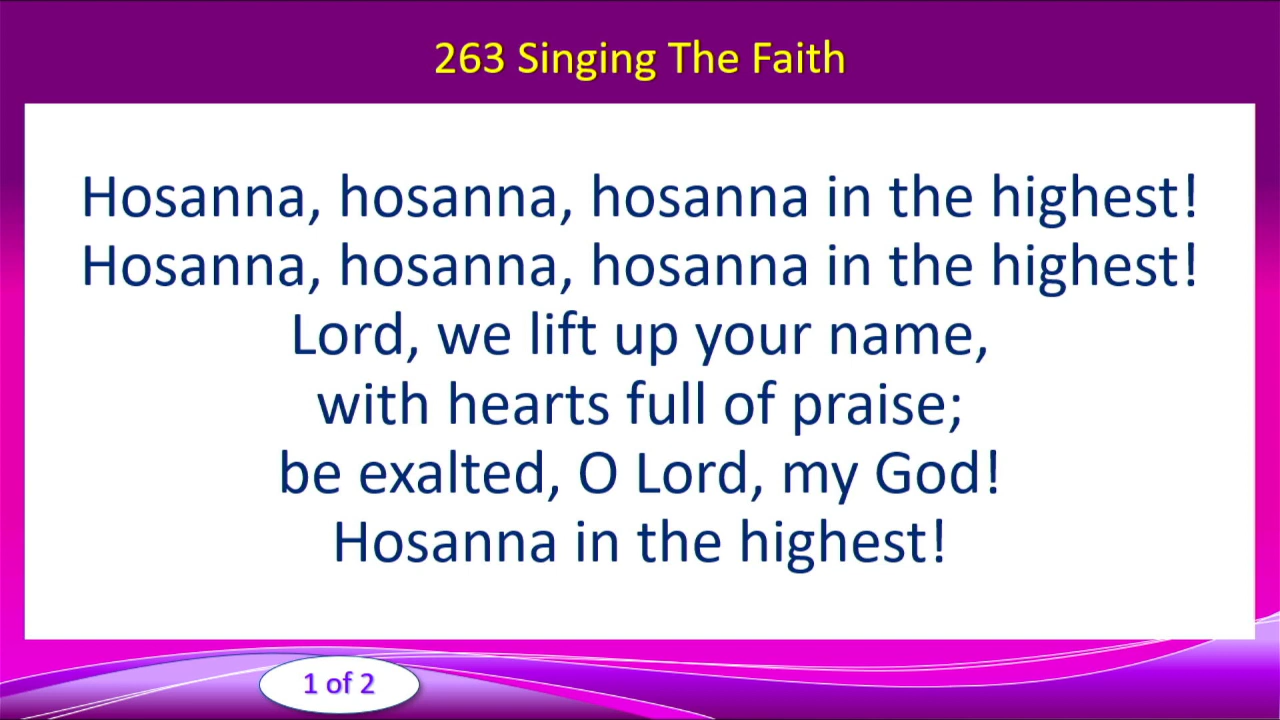 263 Singing The Faith
Hosanna, hosanna, hosanna in the highest!
Hosanna, hosanna, hosanna in the highest!
Lord, we lift up your name,
with hearts full of praise;
be exalted, O Lord, my God!
Hosanna in the highest!
1 of 2